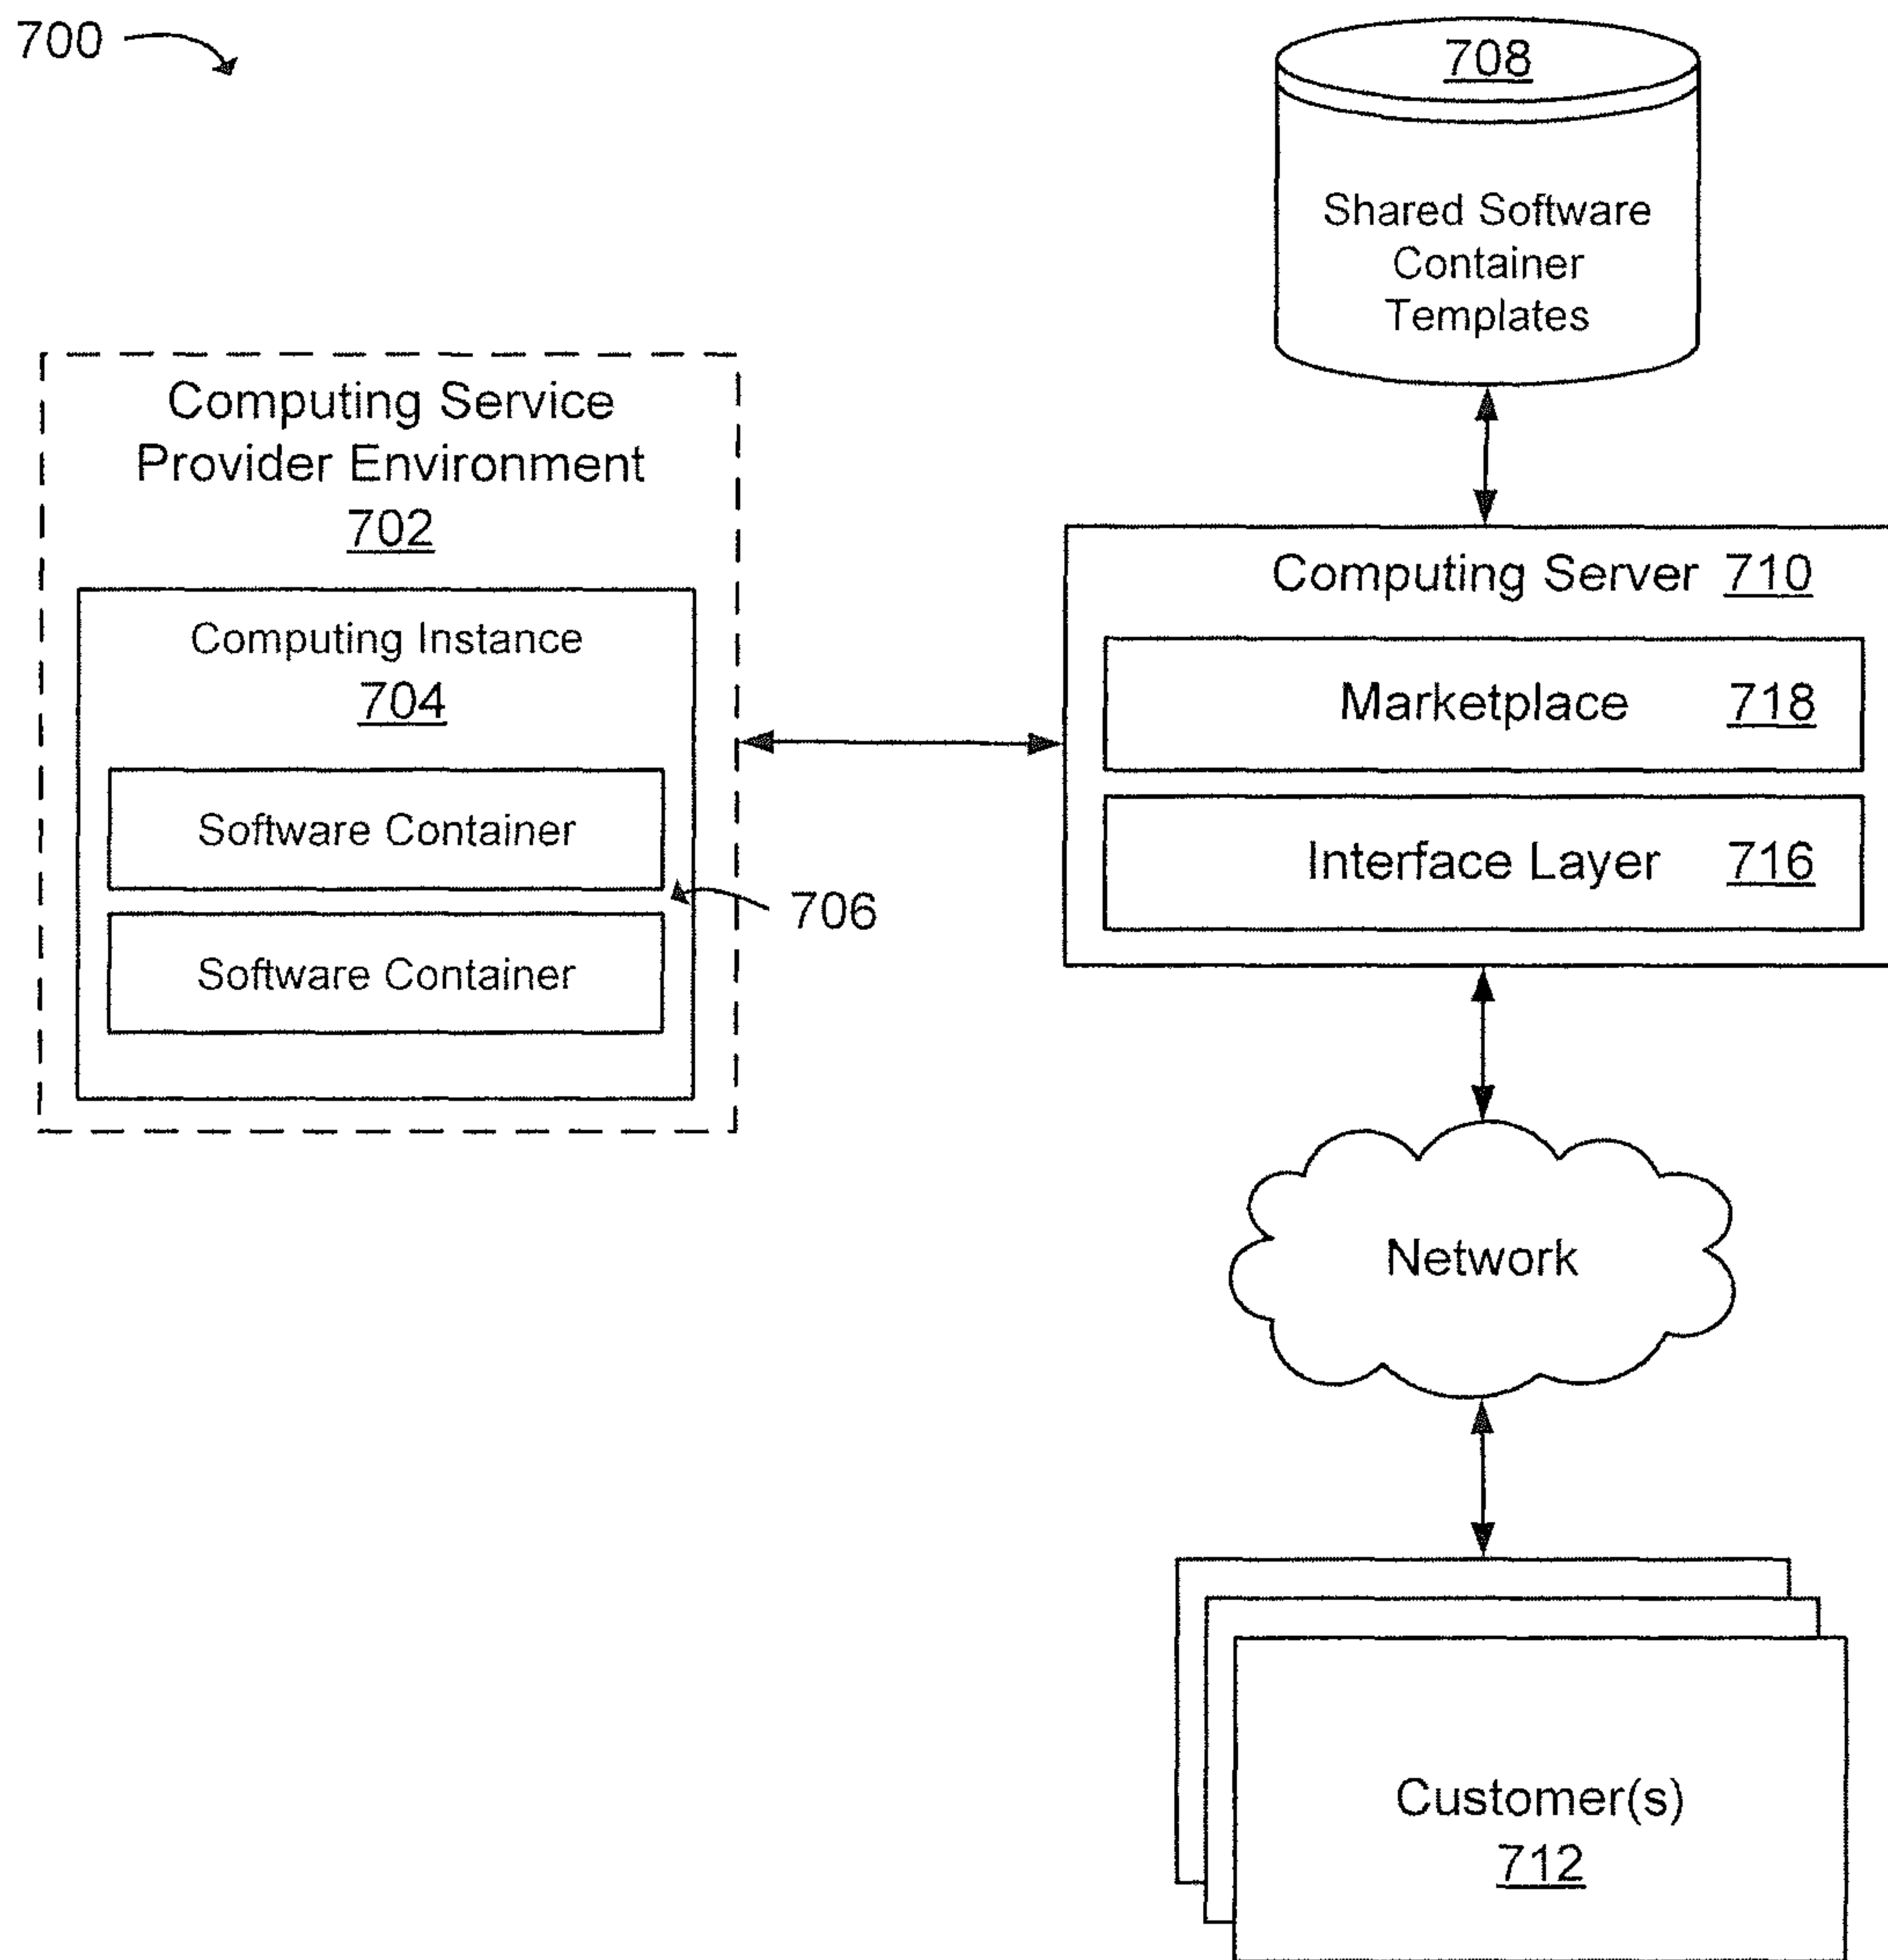 700
708
Shared Software
Container
Templates
Computing Service
Provider Environment
702
Computing Instance
704
Software Container
Software Container
706
Computing Server 710
Marketplace 718
Interface Layer 716
Network
Customer(s)
712